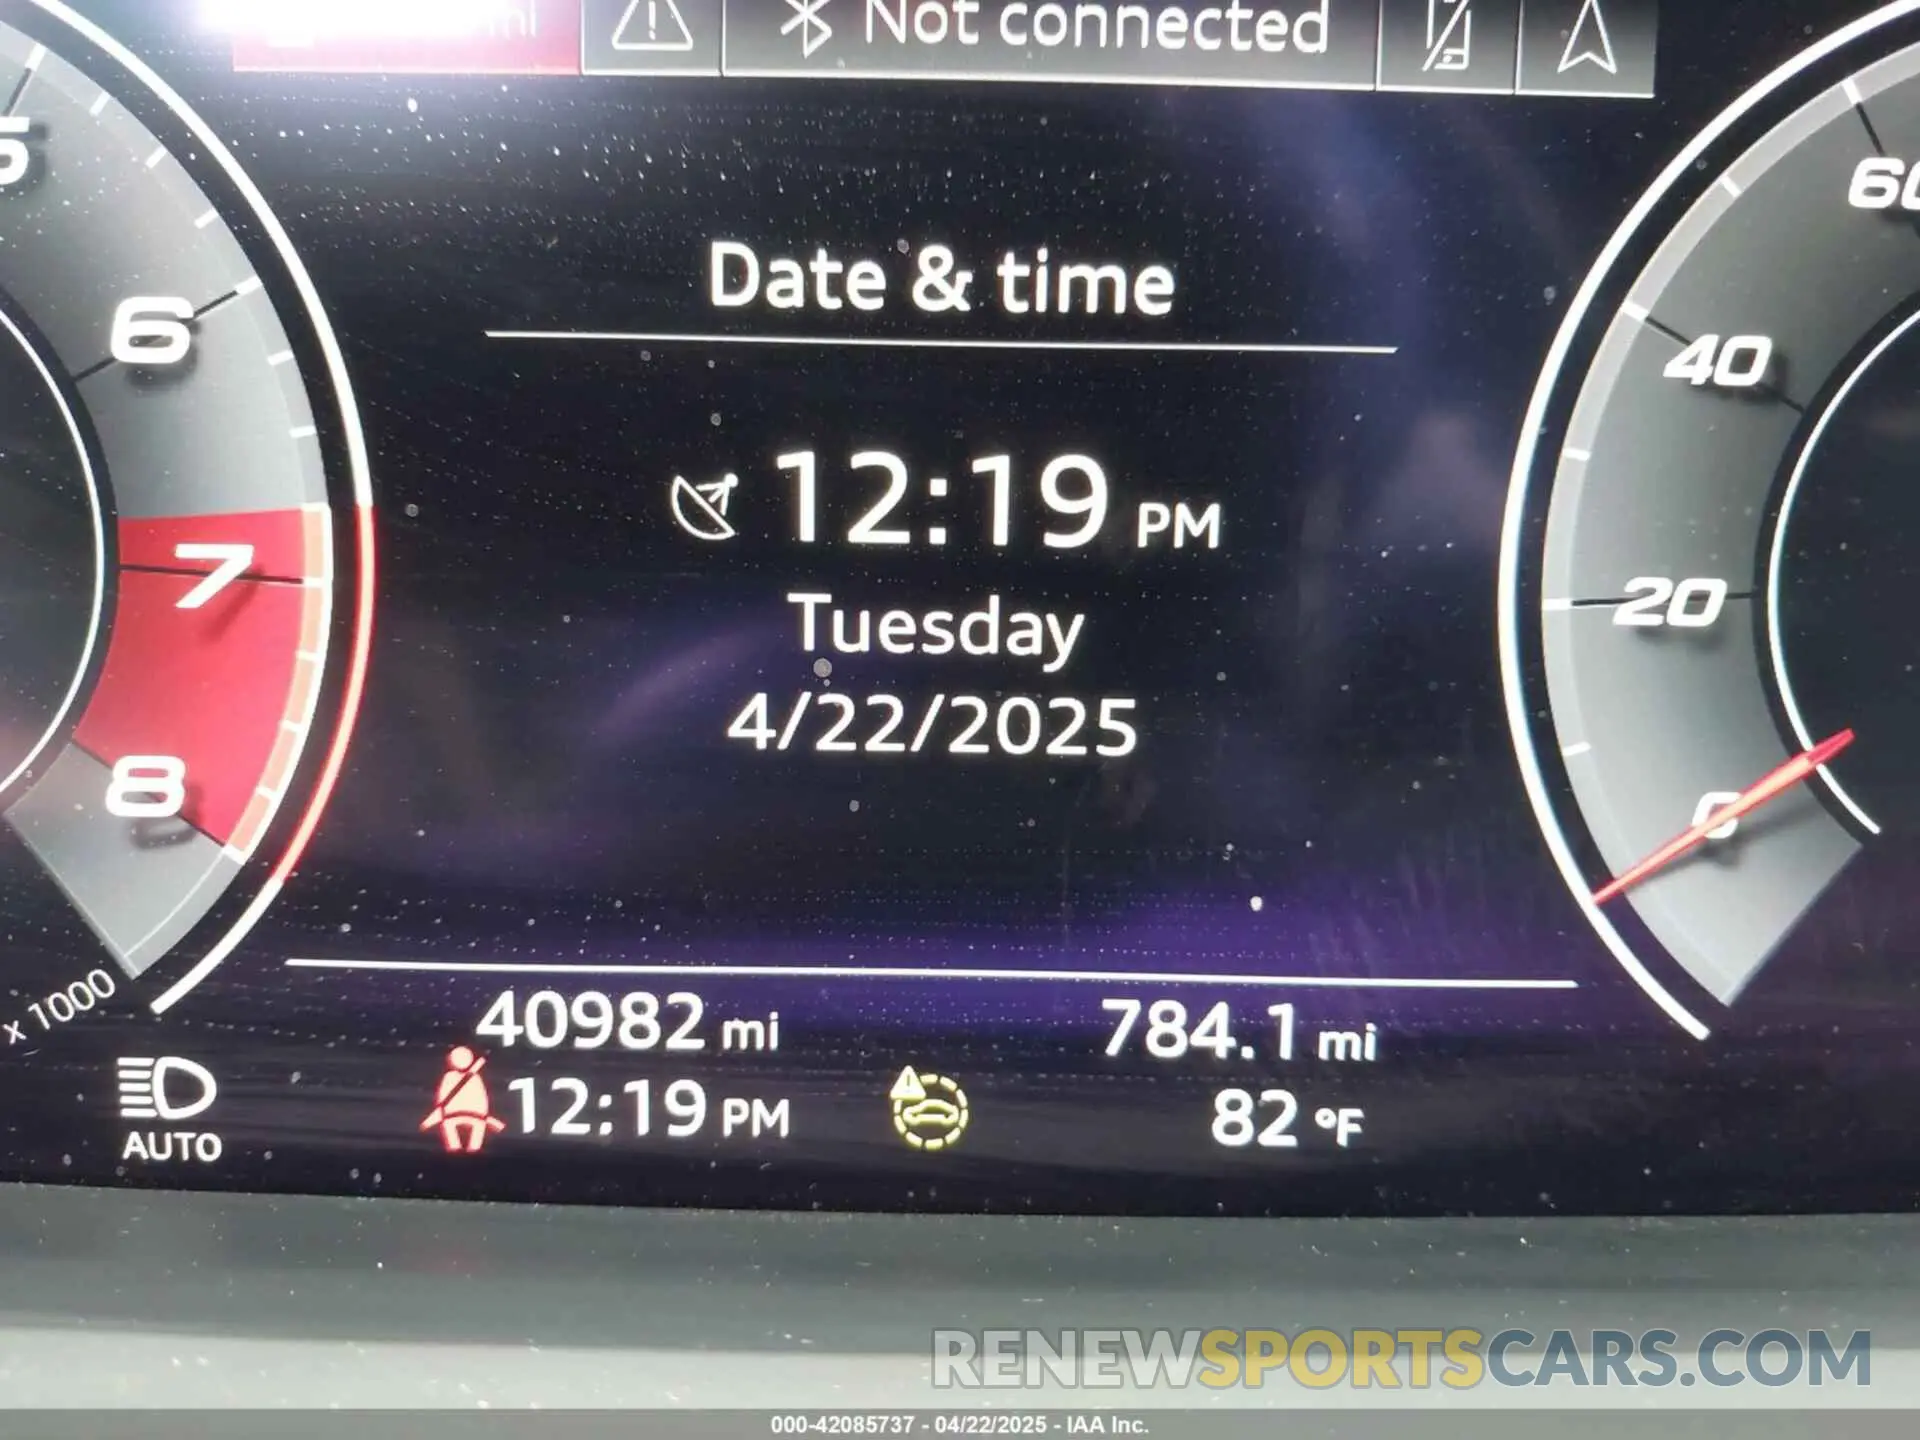 mi
Not connected
5
60
Date & time
6
40
12:19 PM
7
20
Tuesday
4/22/2025
8
0
x 1000
40982 mi
784.1 mi
12:19 PM
82 °F
AUTO
RENEWSPORTSCARS.COM
000-42085737 - 04/22/2025 - IAA Inc.